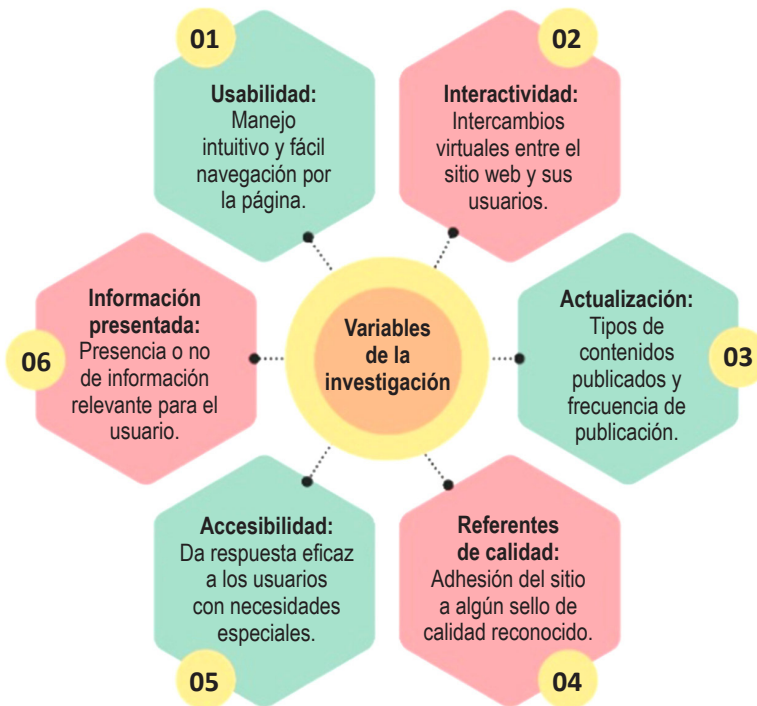 01
Usabilidad:
Manejo
intuitivo y fácil
navegación por
la página.
02
Interactividad:
Intercambios
virtuales entre el
sitio web y sus
usuarios.
Actualización:
Tipos de
contenidos
publicados y
frecuencia de
publicación.
03
Referentes
de calidad:
Adhesión del sitio
a algún sello de
calidad reconocido.
04
Accesibilidad:
Da respuesta eficaz
a los usuarios
con necesidades
especiales.
05
Información
presentada:
Presencia o no
de información
relevante para el
usuario.
06
Variables
de la
investigación